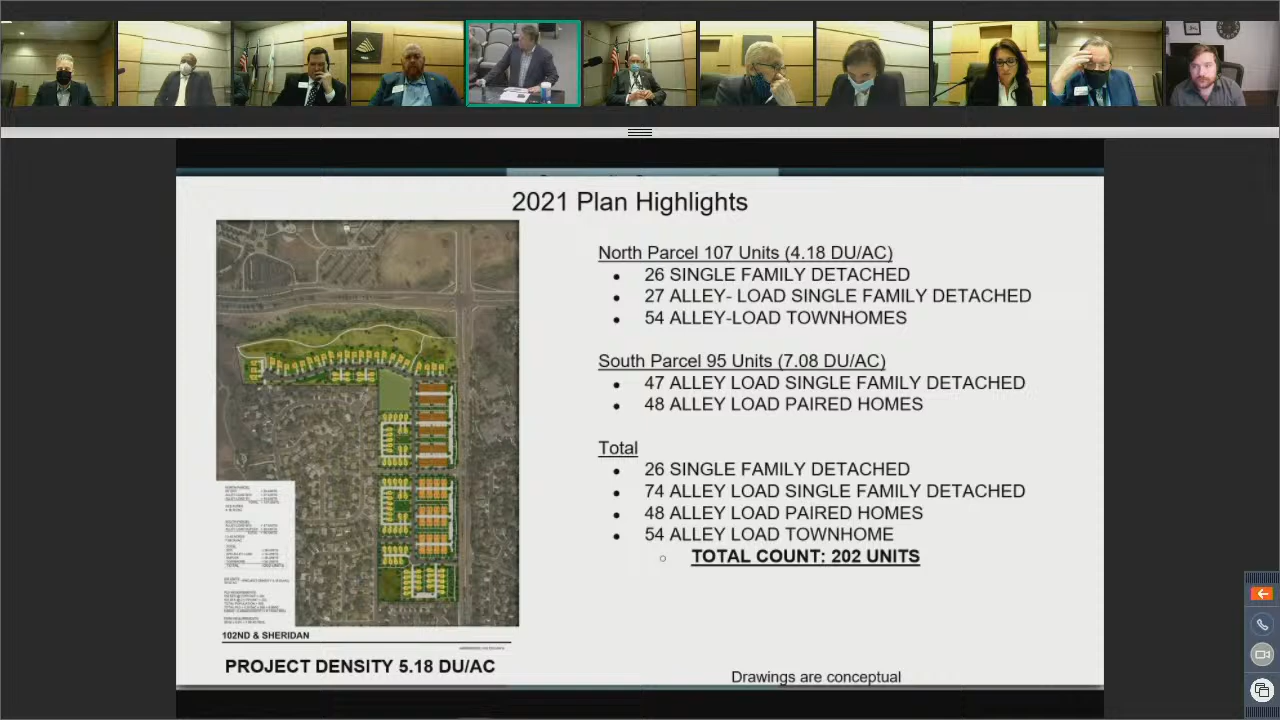 2021 Plan Highlights
North Parcel 107 Units (4.18 DU/AC)
• 26 SINGLE FAMILY DETACHED
• 27 ALLEY- LOAD SINGLE FAMILY DETACHED
• 54 ALLEY-LOAD TOWNHOMES
South Parcel 95 Units (7.08 DU/AC)
• 47 ALLEY LOAD SINGLE FAMILY DETACHED
• 48 ALLEY LOAD PAIRED HOMES
Total
• 26 SINGLE FAMILY DETACHED
• 74 ALLEY LOAD SINGLE FAMILY DETACHED
• 48 ALLEY LOAD PAIRED HOMES
• 54 ALLEY LOAD TOWNHOME
○ TOTAL COUNT: 202 UNITS
102ND & SHERIDAN
PROJECT DENSITY 5.18 DU/AC
Drawings are conceptual